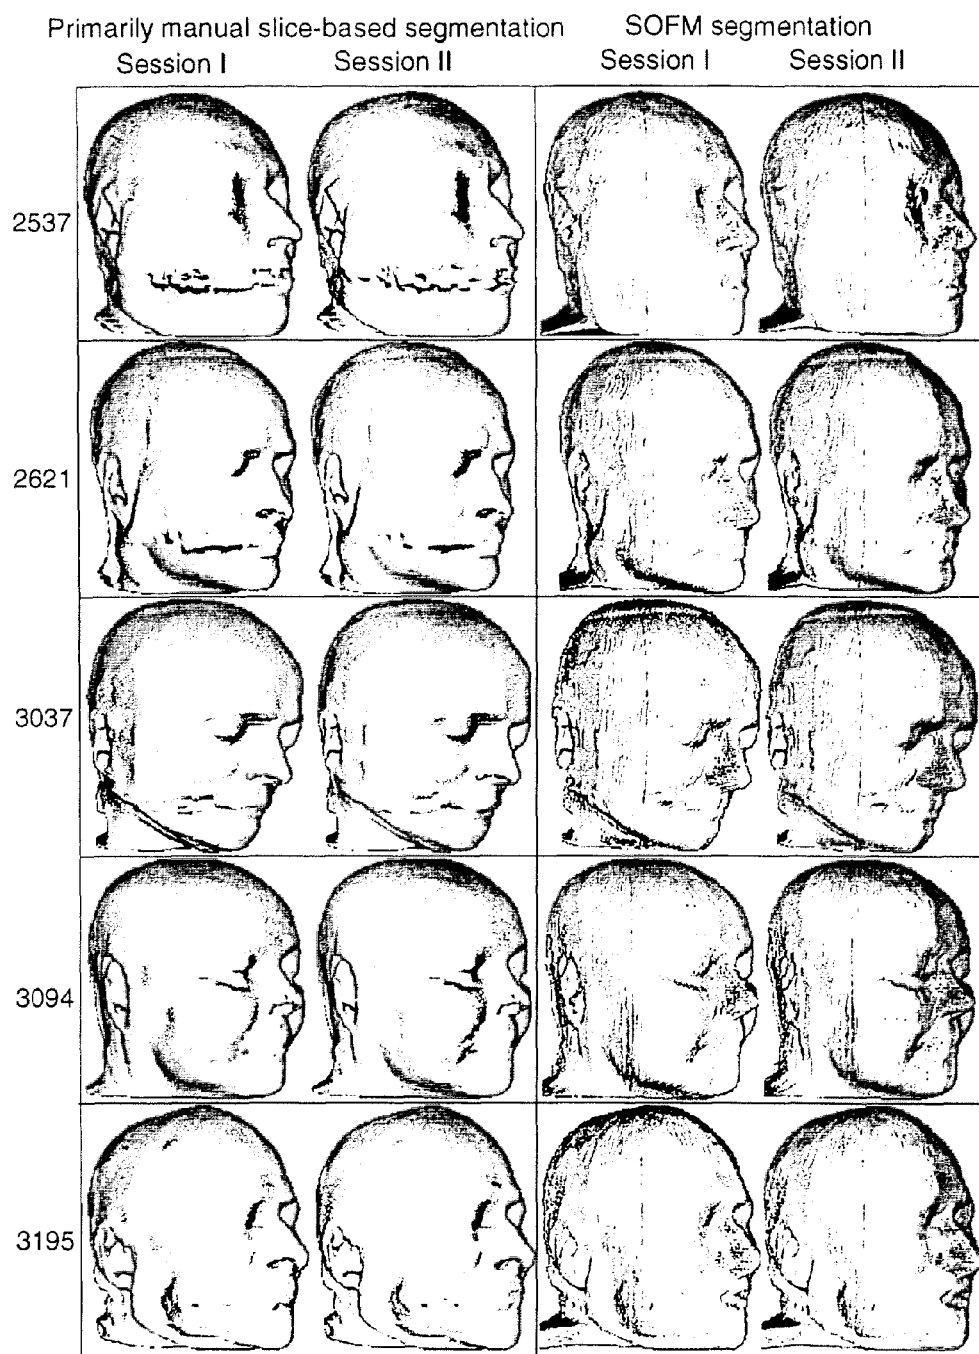 Primarily manual slice-based segmentation SOFM segmentation
Session I Session II Session I Session II
2537
2621
3037
3094
3195